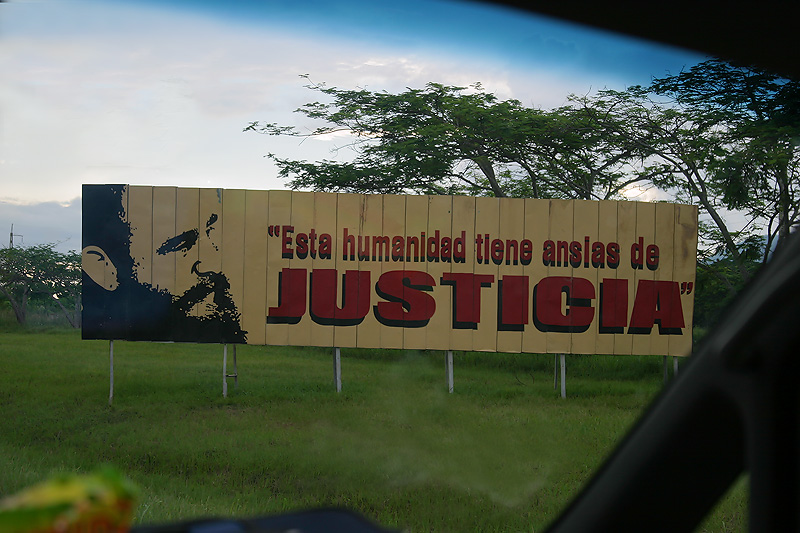 "Esta humanidad tiene ansias de
JUSTICIA"